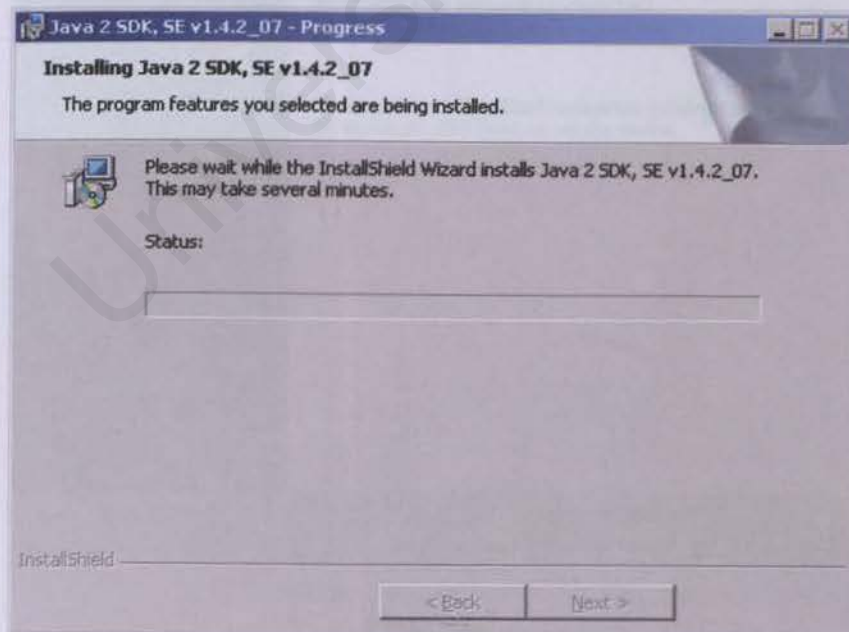 Java 2 SDK, SE v1.4.2_07 - Progress
Installing Java 2 SDK, SE v1.4.2_07
The program features you selected are being installed.
Please wait while the InstallShield Wizard installs Java 2 SDK, SE v1.4.2_07.
This may take several minutes.
Status:
InstallShield
< Back
Next >